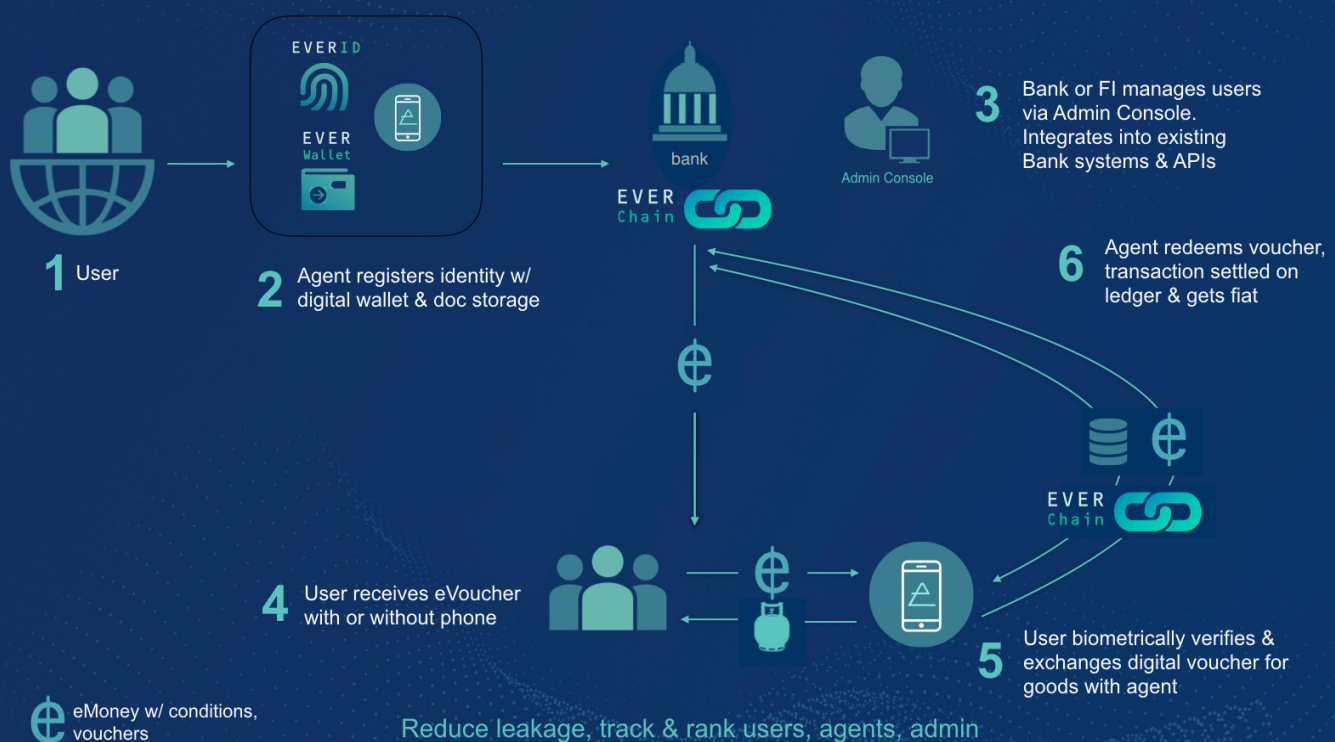 EVERID
EVER
Wallet
bank
EVER
Chain
Admin Console
3
Bank or FI manages users
via Admin Console.
Integrates into existing
Bank systems & APIs
1
User
2
Agent registers identity w/
digital wallet & doc storage
6
Agent redeems voucher,
transaction settled on
ledger & gets fiat
EVER
Chain
4
User receives eVoucher
with or without phone
5
User biometrically verifies &
exchanges digital voucher for
goods with agent
eMoney w/ conditions,
vouchers
Reduce leakage, track & rank users, agents, admin